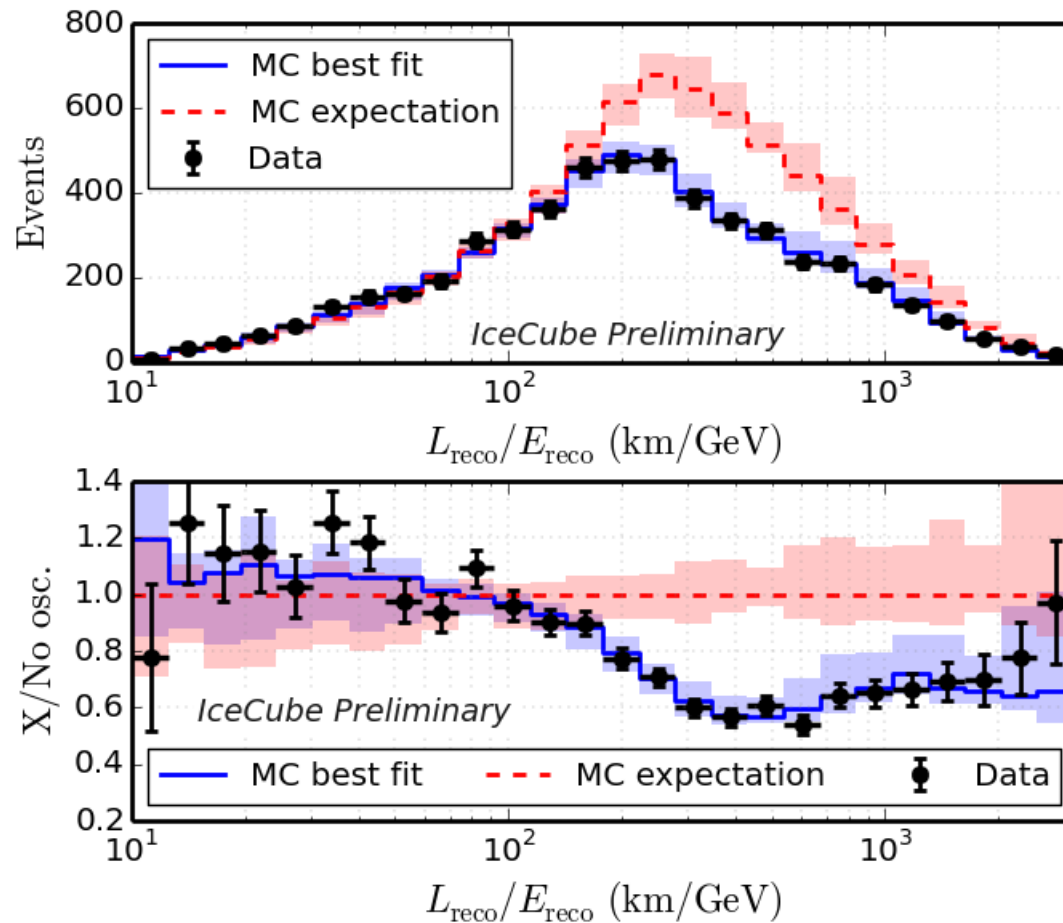 800
600
400
200
0
Events
MC best fit
MC expectation
Data
IceCube Preliminary
10^1
10^2
10^3
L_reco/E_reco (km/GeV)
1.4
1.2
1.0
0.8
0.6
0.4
0.2
X/No osc.
IceCube Preliminary
MC best fit MC expectation Data
10^1
10^2
10^3
L_reco/E_reco (km/GeV)